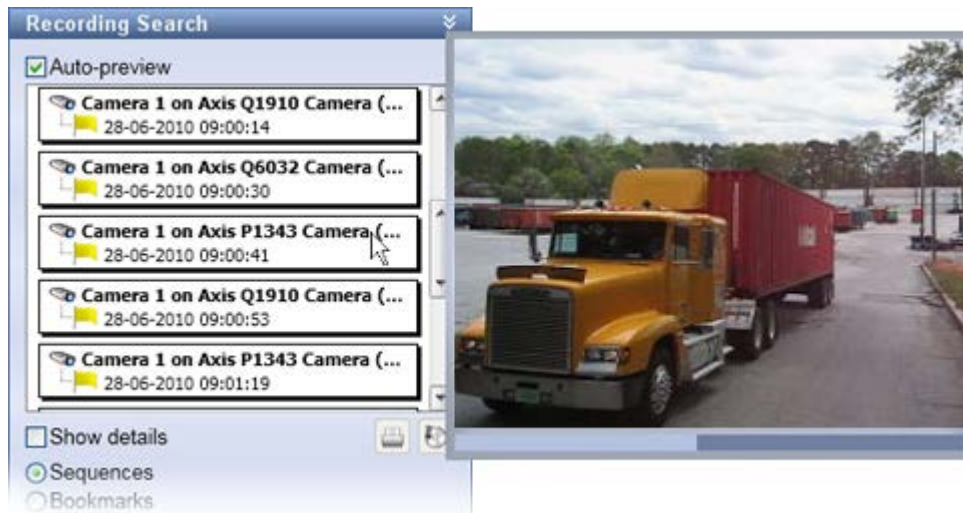 Recording Search
Auto-preview
Camera 1 on Axis Q1910 Camera (...
28-06-2010 09:00:14
Camera 1 on Axis Q6032 Camera (...
28-06-2010 09:00:30
Camera 1 on Axis P1343 Camera (...
28-06-2010 09:00:41
Camera 1 on Axis Q1910 Camera (...
28-06-2010 09:00:53
Camera 1 on Axis P1343 Camera (...
28-06-2010 09:01:19
Show details
Sequences
Bookmarks